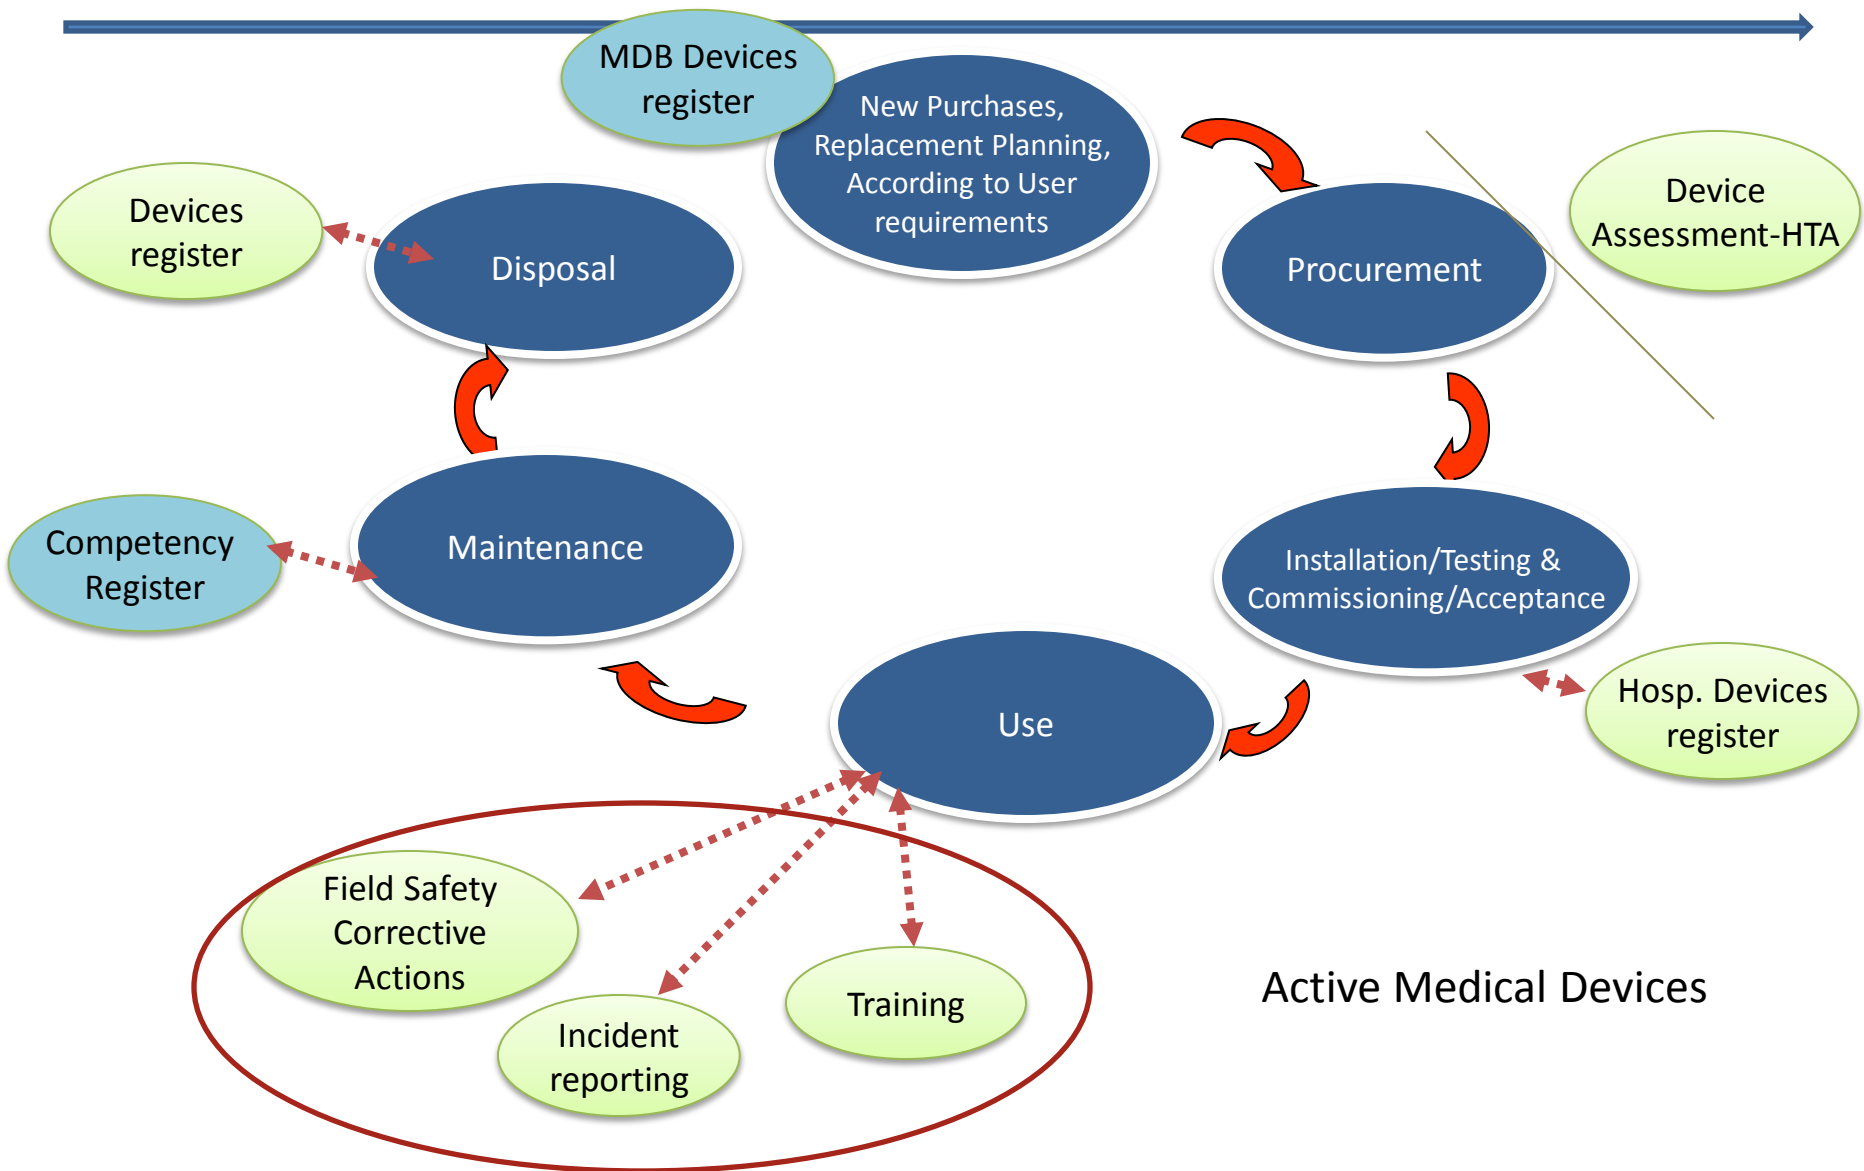 MDB Devices
register
New Purchases,
Replacement Planning,
According to User
requirements
Devices
register
Disposal
Procurement
Device
Assessment-HTA
Competency
Register
Maintenance
Installation/Testing &
Commissioning/Acceptance
Use
Hosp. Devices
register
Field Safety
Corrective
Actions
Incident
reporting
Training
Active Medical Devices